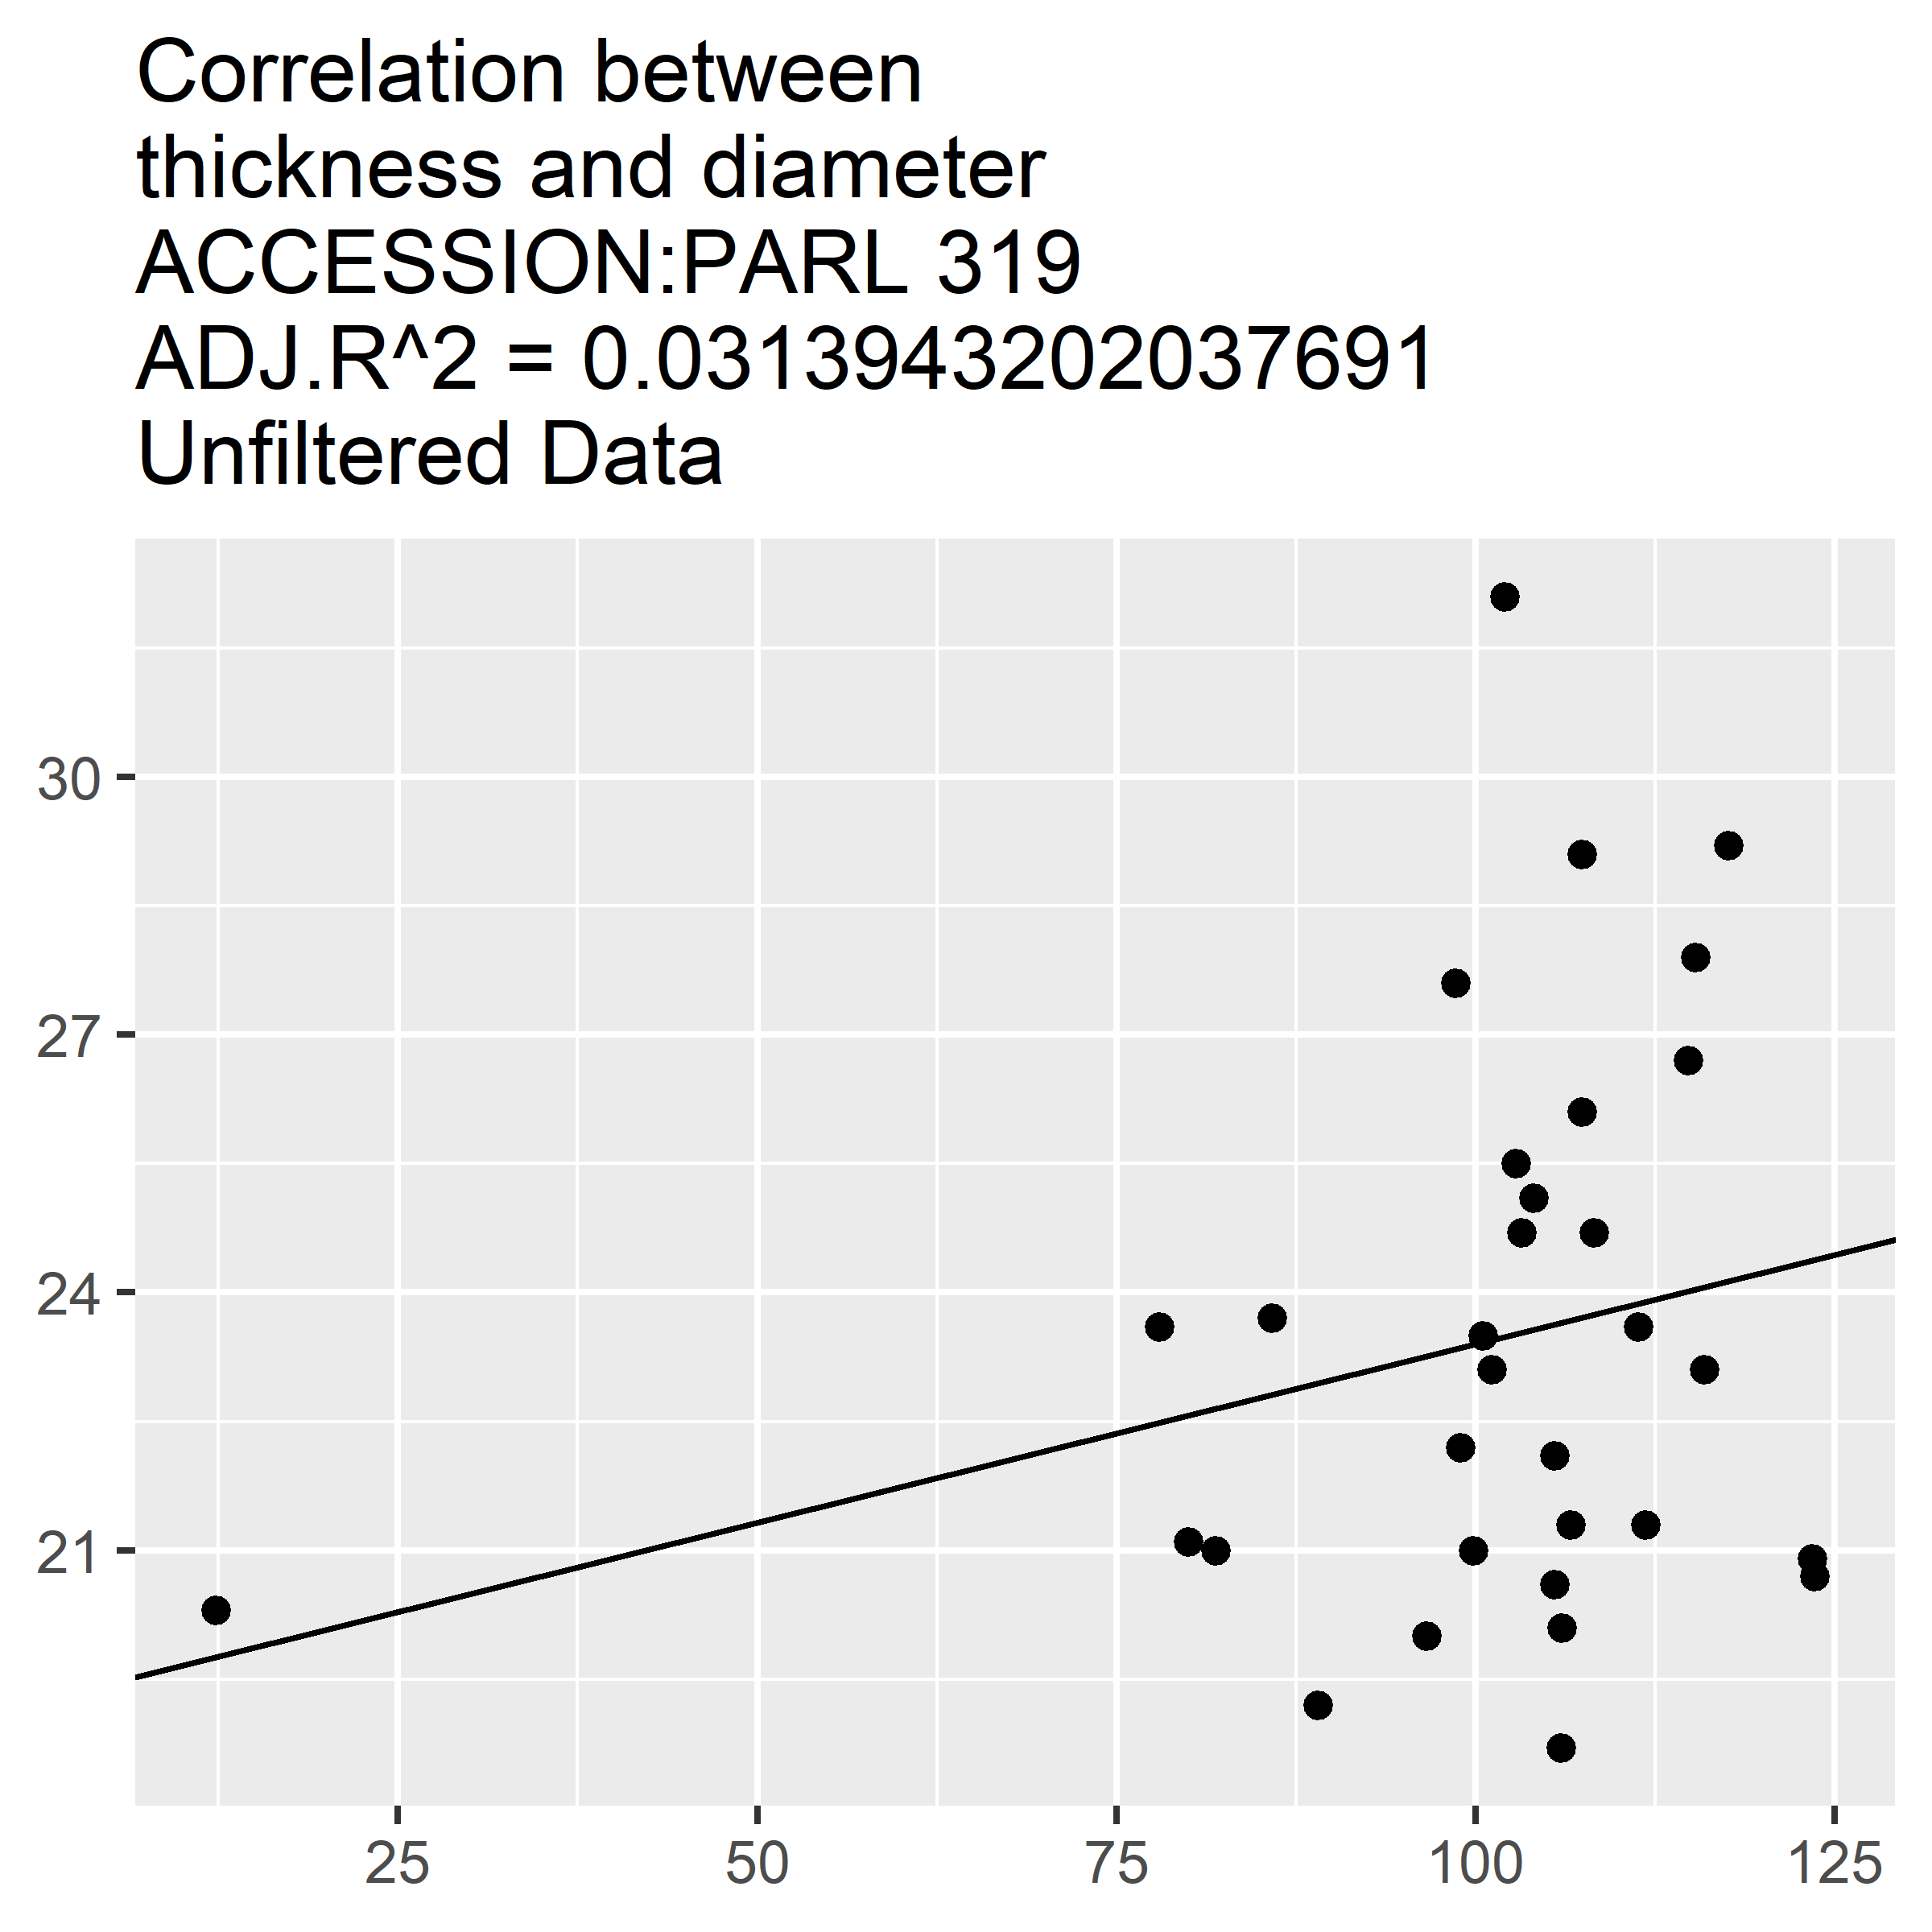 Correlation between
thickness and diameter
ACCESSION:PARL 319
ADJ.R^2 = 0.0313943202037691
Unfiltered Data
30
27
24
21
25 50 75 100 125